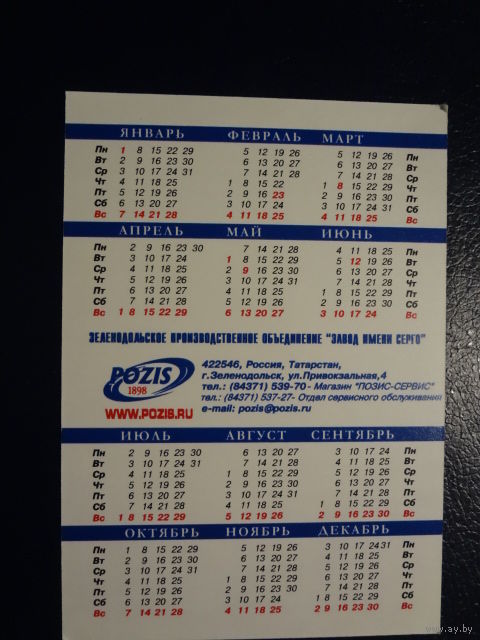 ЯНВАРЬ ФЕВРАЛЬ МАРТ
Пн 1 8 15 22 29 5 12 19 26 5 12 19 26 Пн
Вт 2 9 16 23 30 6 13 20 27 6 13 20 27 Вт
Ср 3 10 17 24 31 7 14 21 28 7 14 21 28 Ср
Чт 4 11 18 25 1 8 15 22 1 8 15 22 29 Чт
Пт 5 12 19 26 2 9 16 23 2 9 16 23 30 Пт
Сб 6 13 20 27 3 10 17 24 3 10 17 24 31 Сб
Вс 7 14 21 28 4 11 18 25 4 11 18 25 Вс
АПРЕЛЬ МАЙ ИЮНЬ
Пн 2 9 16 23 30 7 14 21 28 4 11 18 25 Пн
Вт 3 10 17 24 1 8 15 22 29 5 12 19 26 Вт
Ср 4 11 18 25 2 9 16 23 30 6 13 20 27 Ср
Чт 5 12 19 26 3 10 17 24 31 7 14 21 28 Чт
Пт 6 13 20 27 4 11 18 25 1 8 15 22 29 Пт
Сб 7 14 21 28 5 12 19 26 2 9 16 23 30 Сб
Вс 1 8 15 22 29 6 13 20 27 3 10 17 24 Вс
ЗЕЛЕНОДОЛЬСКОЕ ПРОИЗВОДСТВЕННОЕ ОБЪЕДИНЕНИЕ "ЗАВОД ИМЕНИ СЕРГО"
POZIS
1898
WWW.POZIS.RU
422546, Россия, Татарстан,
г.Зеленодольск, ул.Привокзальная,4
тел.: (84371) 539-70- Магазин "ПОЗИС-СЕРВИС"
тел.: (84371) 537-27- Отдел сервисного обслуживания
e-mail: pozis@pozis.ru
ИЮЛЬ АВГУСТ СЕНТЯБРЬ
Пн 2 9 16 23 30 6 13 20 27 3 10 17 24 Пн
Вт 3 10 17 24 31 7 14 21 28 4 11 18 25 Вт
Ср 4 11 18 25 1 8 15 22 29 5 12 19 26 Ср
Чт 5 12 19 26 2 9 16 23 30 6 13 20 27 Чт
Пт 6 13 20 27 3 10 17 24 31 7 14 21 28 Пт
Сб 7 14 21 28 4 11 18 25 1 8 15 22 29 Сб
Вс 1 8 15 22 29 5 12 19 26 2 9 16 23 30 Вс
ОКТЯБРЬ НОЯБРЬ ДЕКАБРЬ
Пн 1 8 15 22 29 5 12 19 26 3 10 17 24 31 Пн
Вт 2 9 16 23 30 6 13 20 27 4 11 18 25 Вт
Ср 3 10 17 24 31 7 14 21 28 5 12 19 26 Ср
Чт 4 11 18 25 1 8 15 22 29 6 13 20 27 Чт
Пт 5 12 19 26 2 9 16 23 30 7 14 21 28 Пт
Сб 6 13 20 27 3 10 17 24 1 8 15 22 29 Сб
Вс 7 14 21 28 4 11 18 25 2 9 16 23 30 Вс
www.ay.by